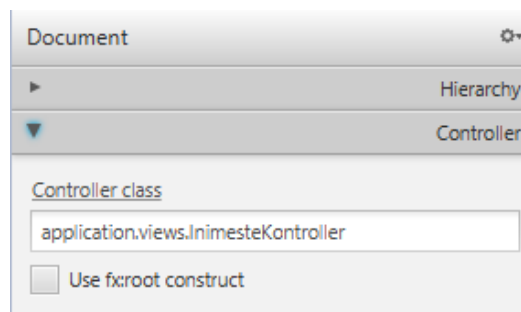 Document
Hierarchy
Controller
Controller class
application.views.InimesteKontroller
Use fx:root construct